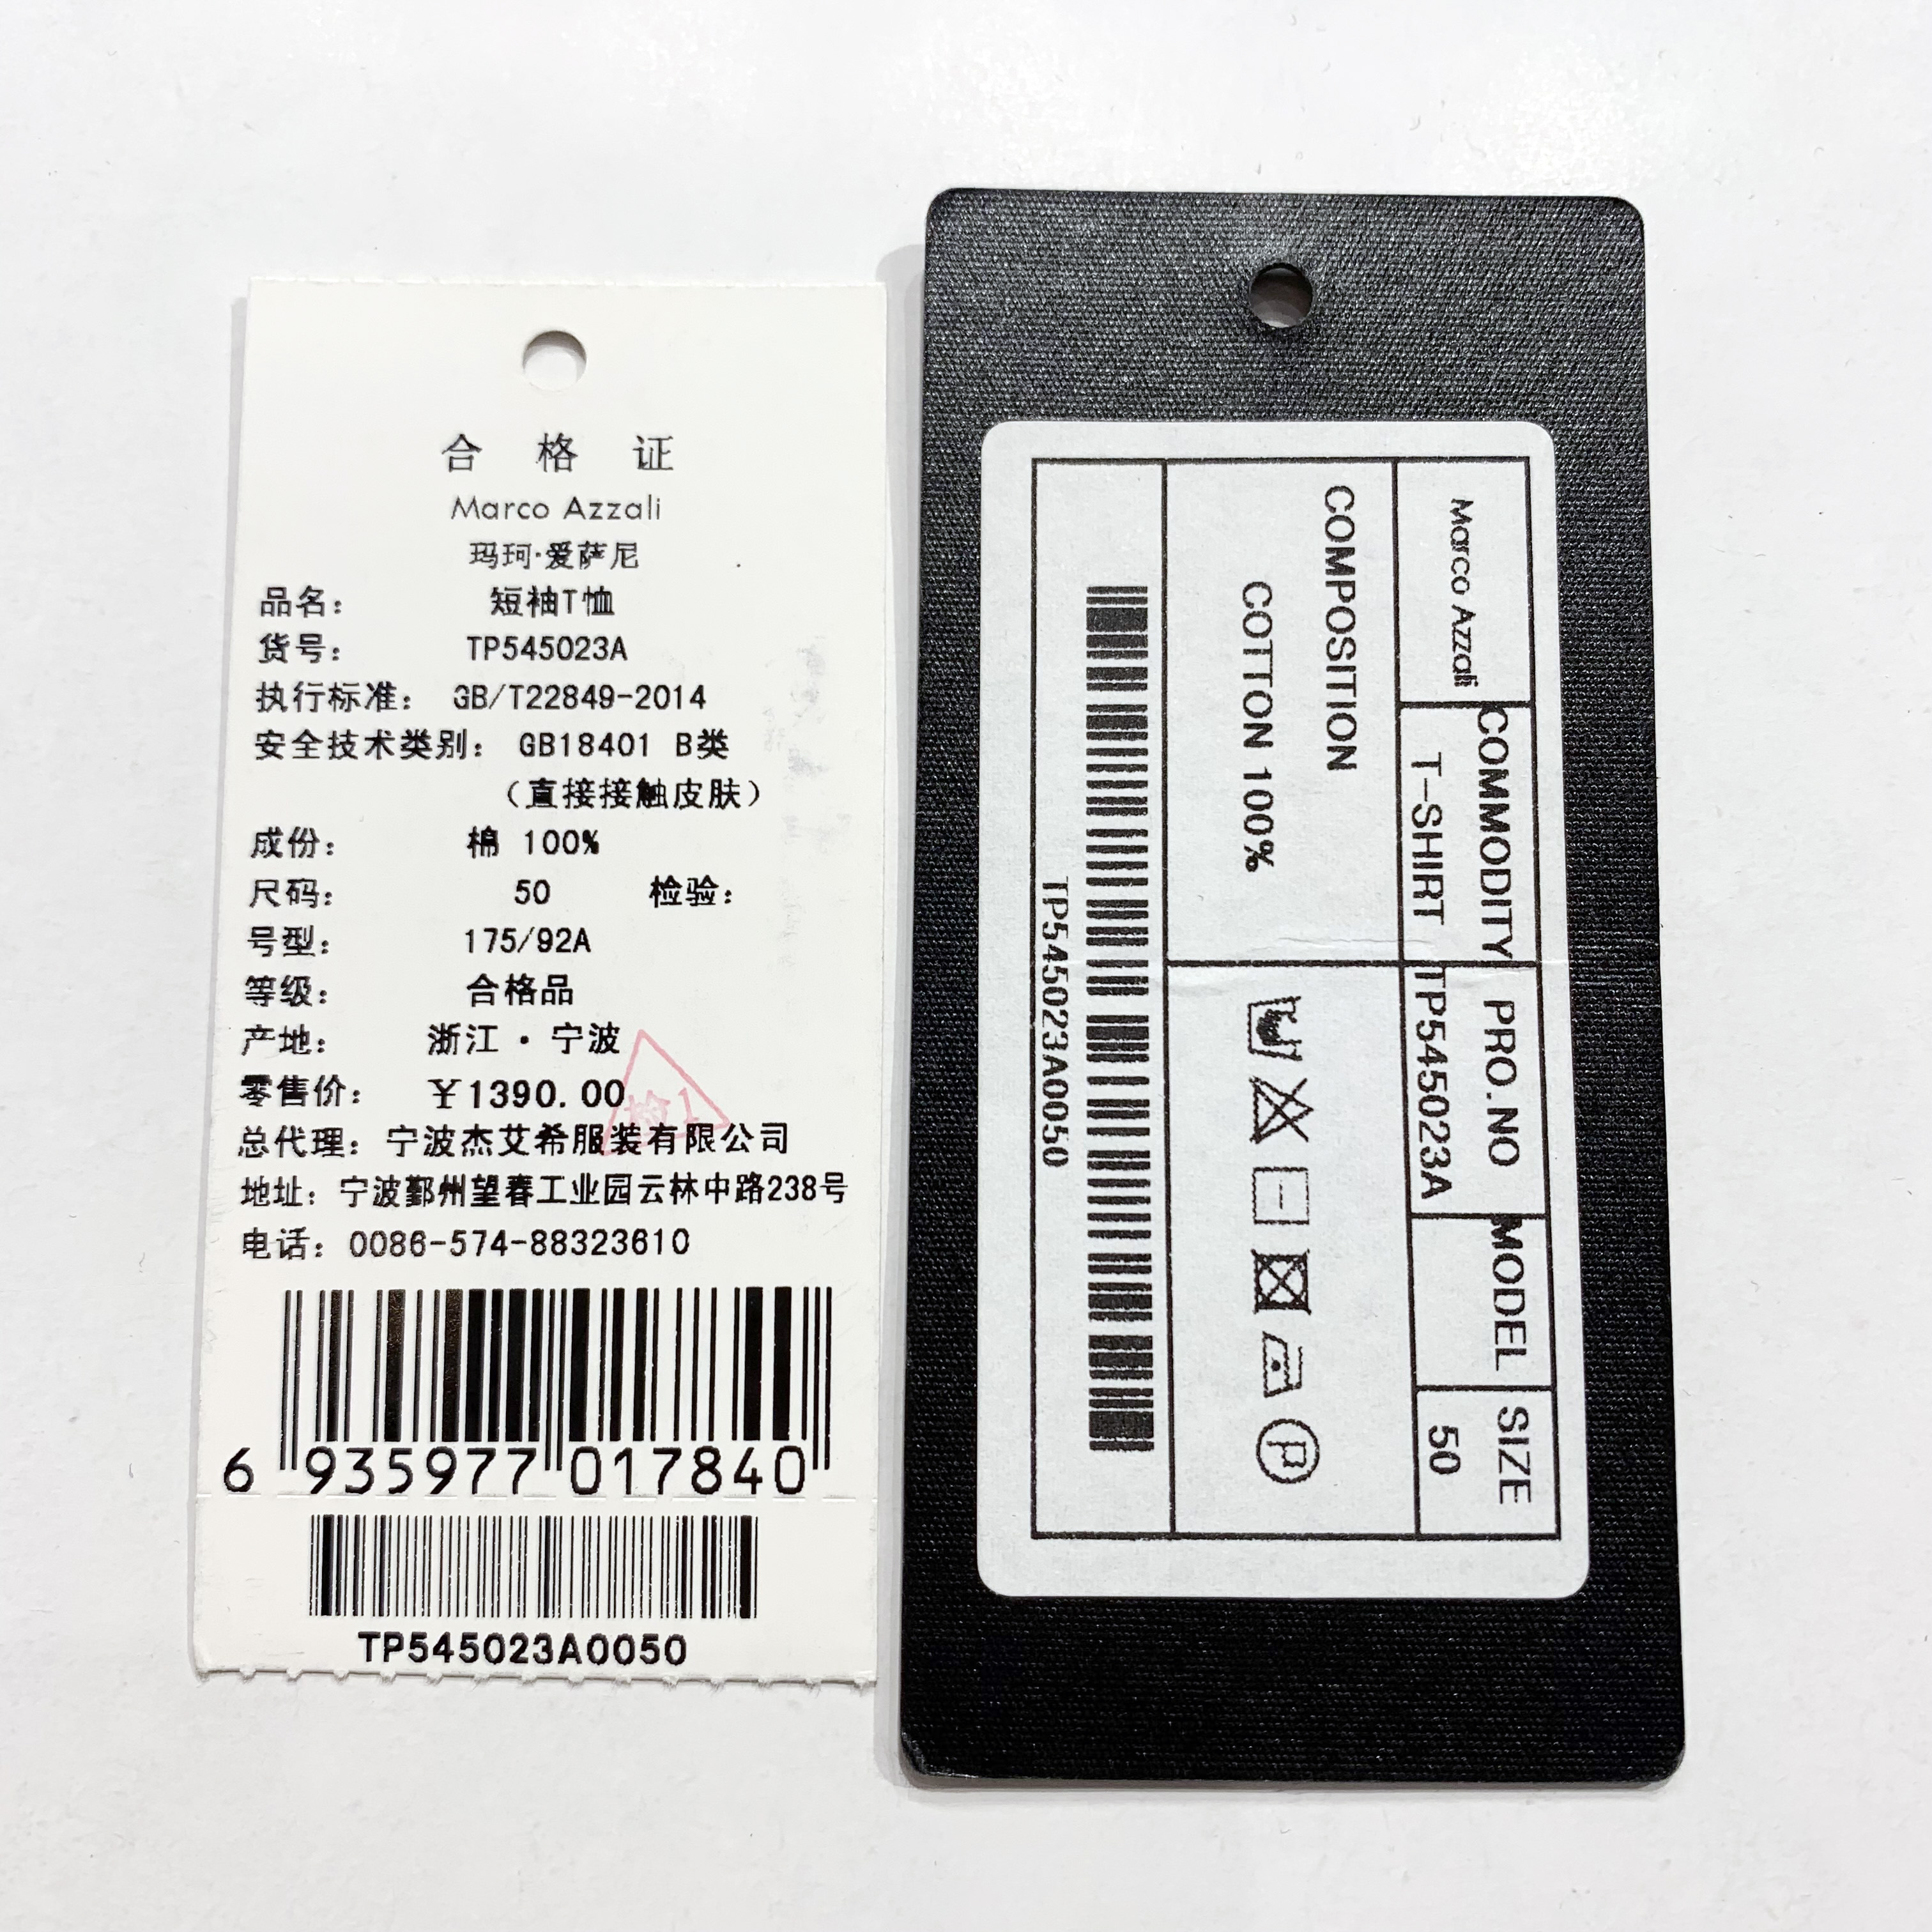 合 格 证
Marco Azzali
玛珂·爱萨尼
品名： 短袖T恤
货号： TP545023A
执行标准： GB/T22849-2014
安全技术类别： GB18401 B类
（直接接触皮肤）
成份： 棉 100%
尺码： 50 检验：
号型： 175/92A
等级： 合格品
产地： 浙江·宁波
零售价： ￥1390.00
检1
总代理：宁波杰艾希服装有限公司
地址：宁波鄞州望春工业园云林中路238号
电话：0086-574-88323610
6 935977 017840
TP545023A0050
Marco Azzali
COMMODITY PRO.NO MODEL SIZE
T-SHIRT TP545023A 50
COMPOSITION
COTTON 100%
P
TP545023A0050